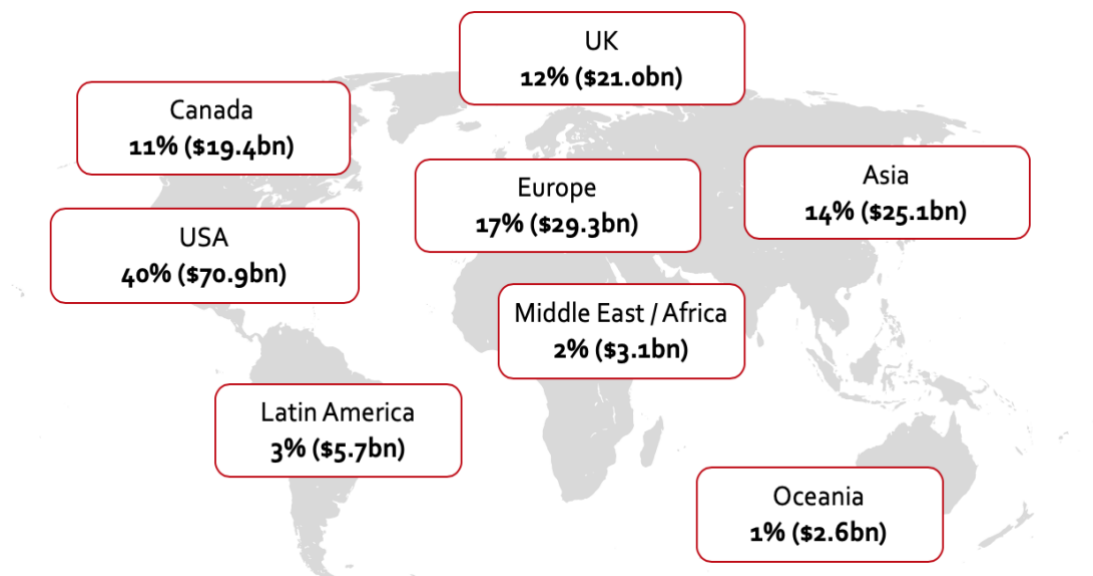 UK
12% ($21.0bn)
Canada
11% ($19.4bn)
Asia
14% ($25.1bn)
Europe
17% ($29.3bn)
USA
40% ($70.9bn)
Middle East / Africa
2% ($3.1bn)
Latin America
3% ($5.7bn)
Oceania
1% ($2.6bn)